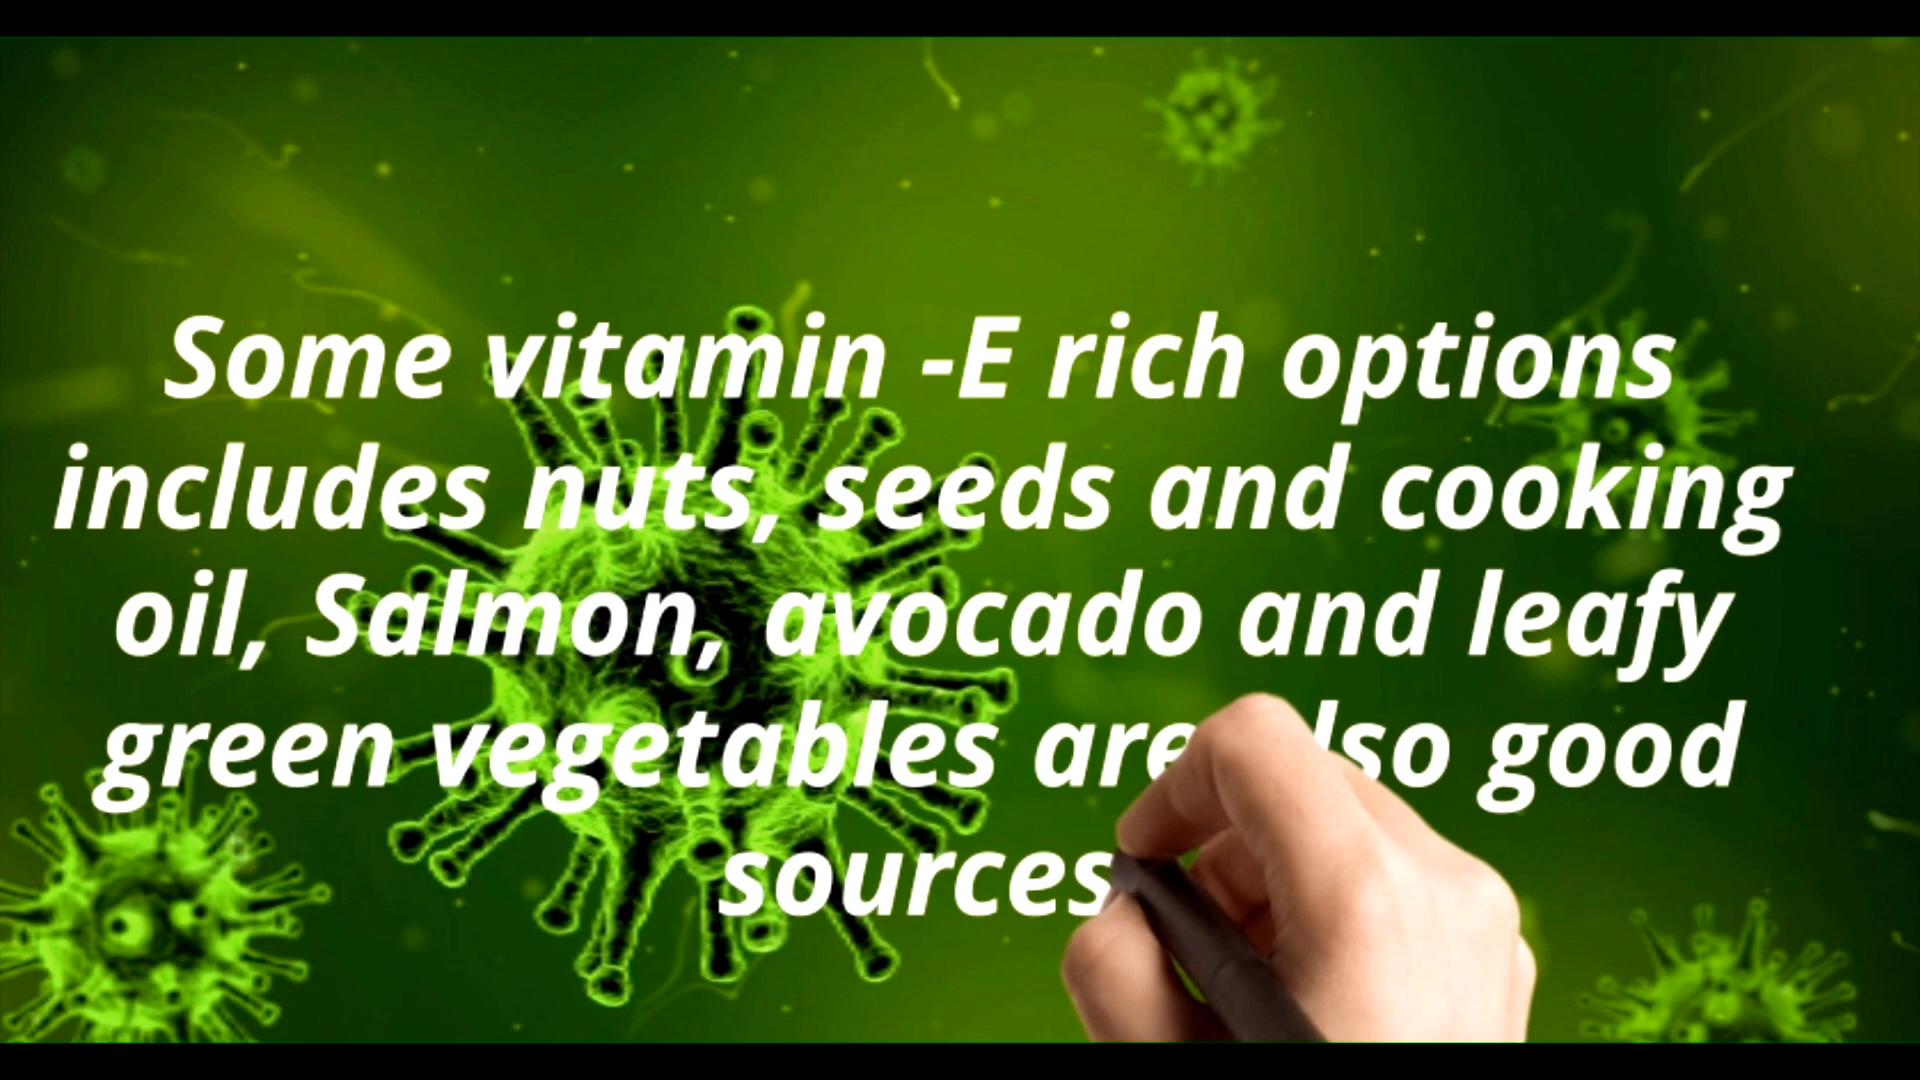 Some vitamin -E rich options
includes nuts, seeds and cooking
oil, Salmon, avocado and leafy
green vegetables are also good
sources